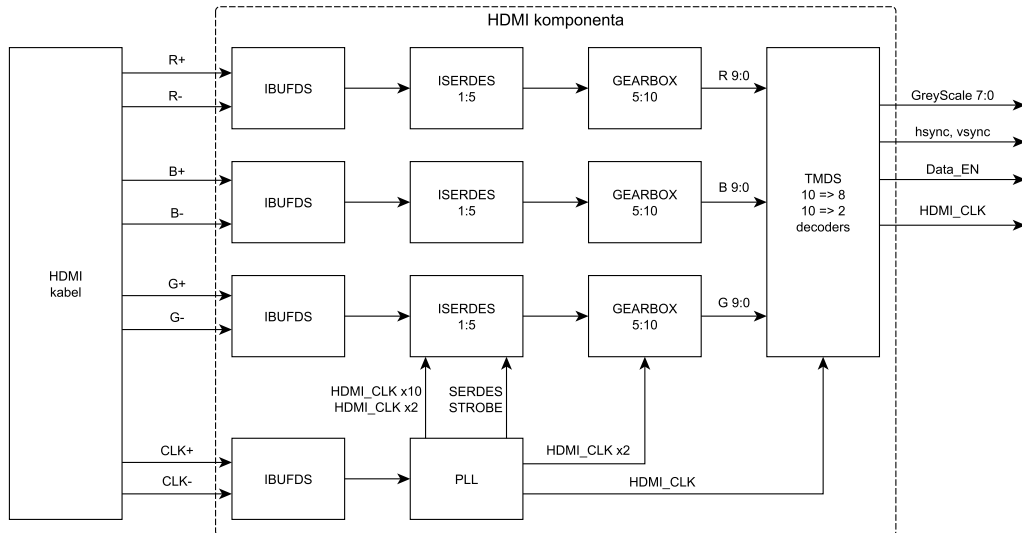 HDMI komponenta
R+
R-
IBUFDS
ISERDES
1:5
GEARBOX
5:10
R 9:0
B+
B-
IBUFDS
ISERDES
1:5
GEARBOX
5:10
B 9:0
G+
G-
IBUFDS
ISERDES
1:5
GEARBOX
5:10
G 9:0
HDMI
kabel
TMDS
10 => 8
10 => 2
decoders
GreyScale 7:0
hsync, vsync
Data_EN
HDMI_CLK
HDMI_CLK x10
HDMI_CLK x2
SERDES
STROBE
CLK+
CLK-
IBUFDS
PLL
HDMI_CLK x2
HDMI_CLK